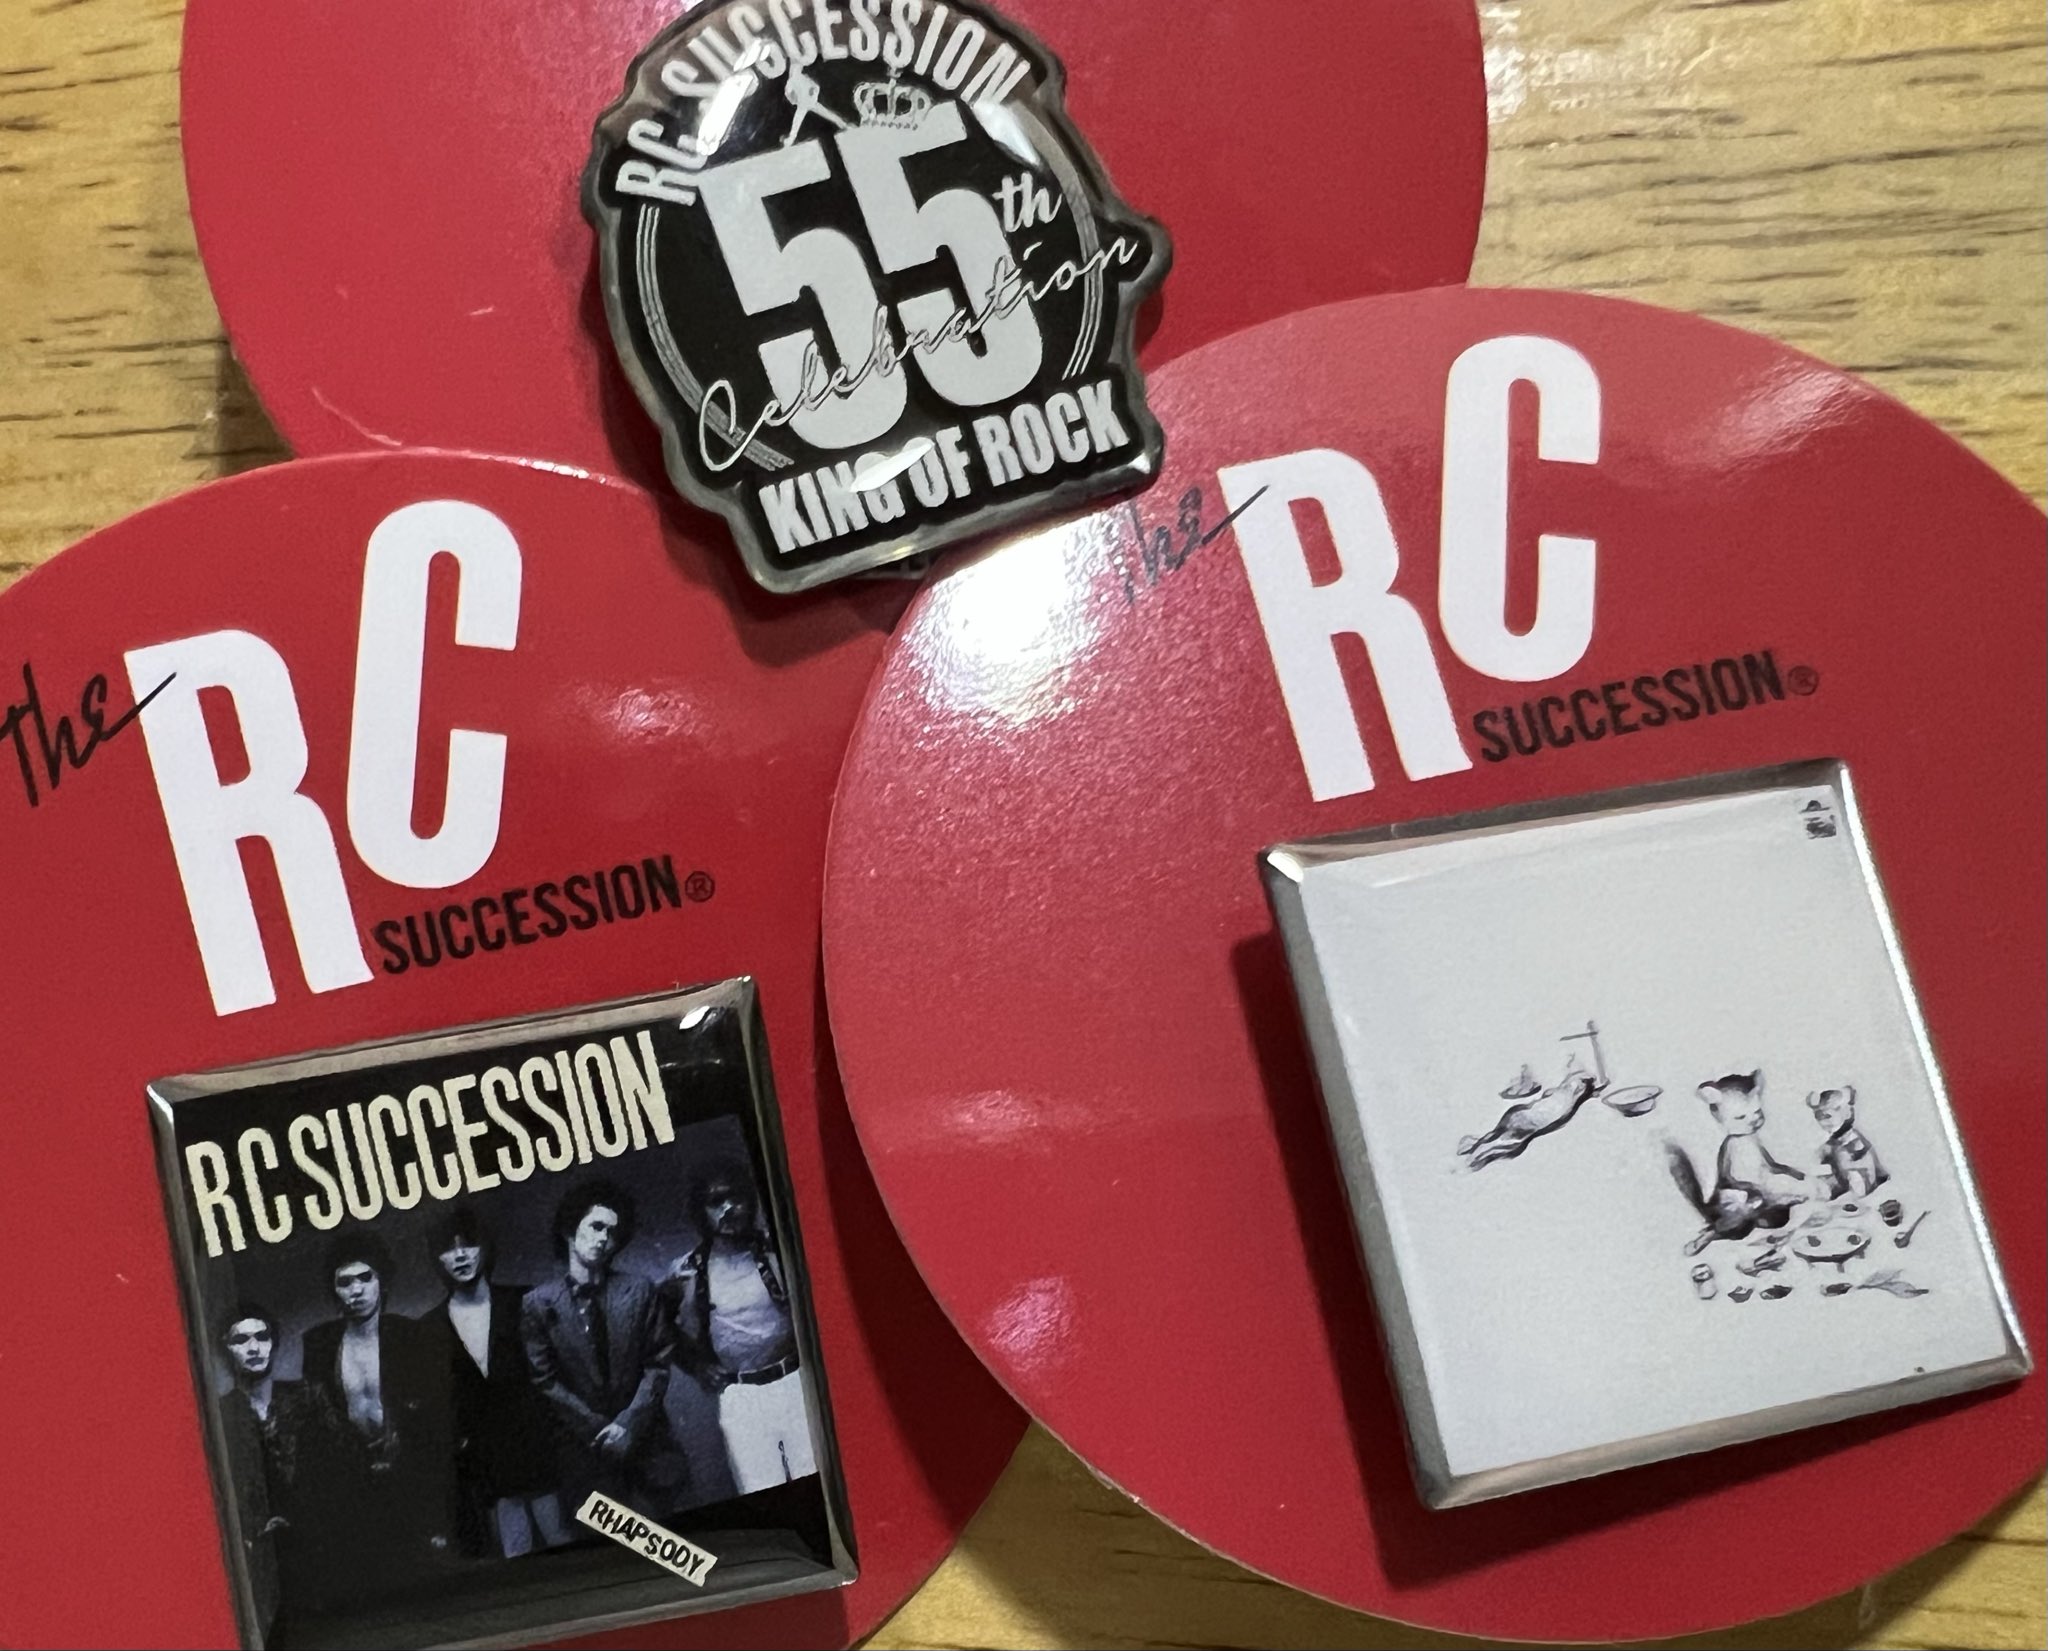 RC SUCCESSION
55th
Celebration
KING OF ROCK
The RC
SUCCESSION®
RC SUCCESSION
RHAPSODY
The RC
SUCCESSION®